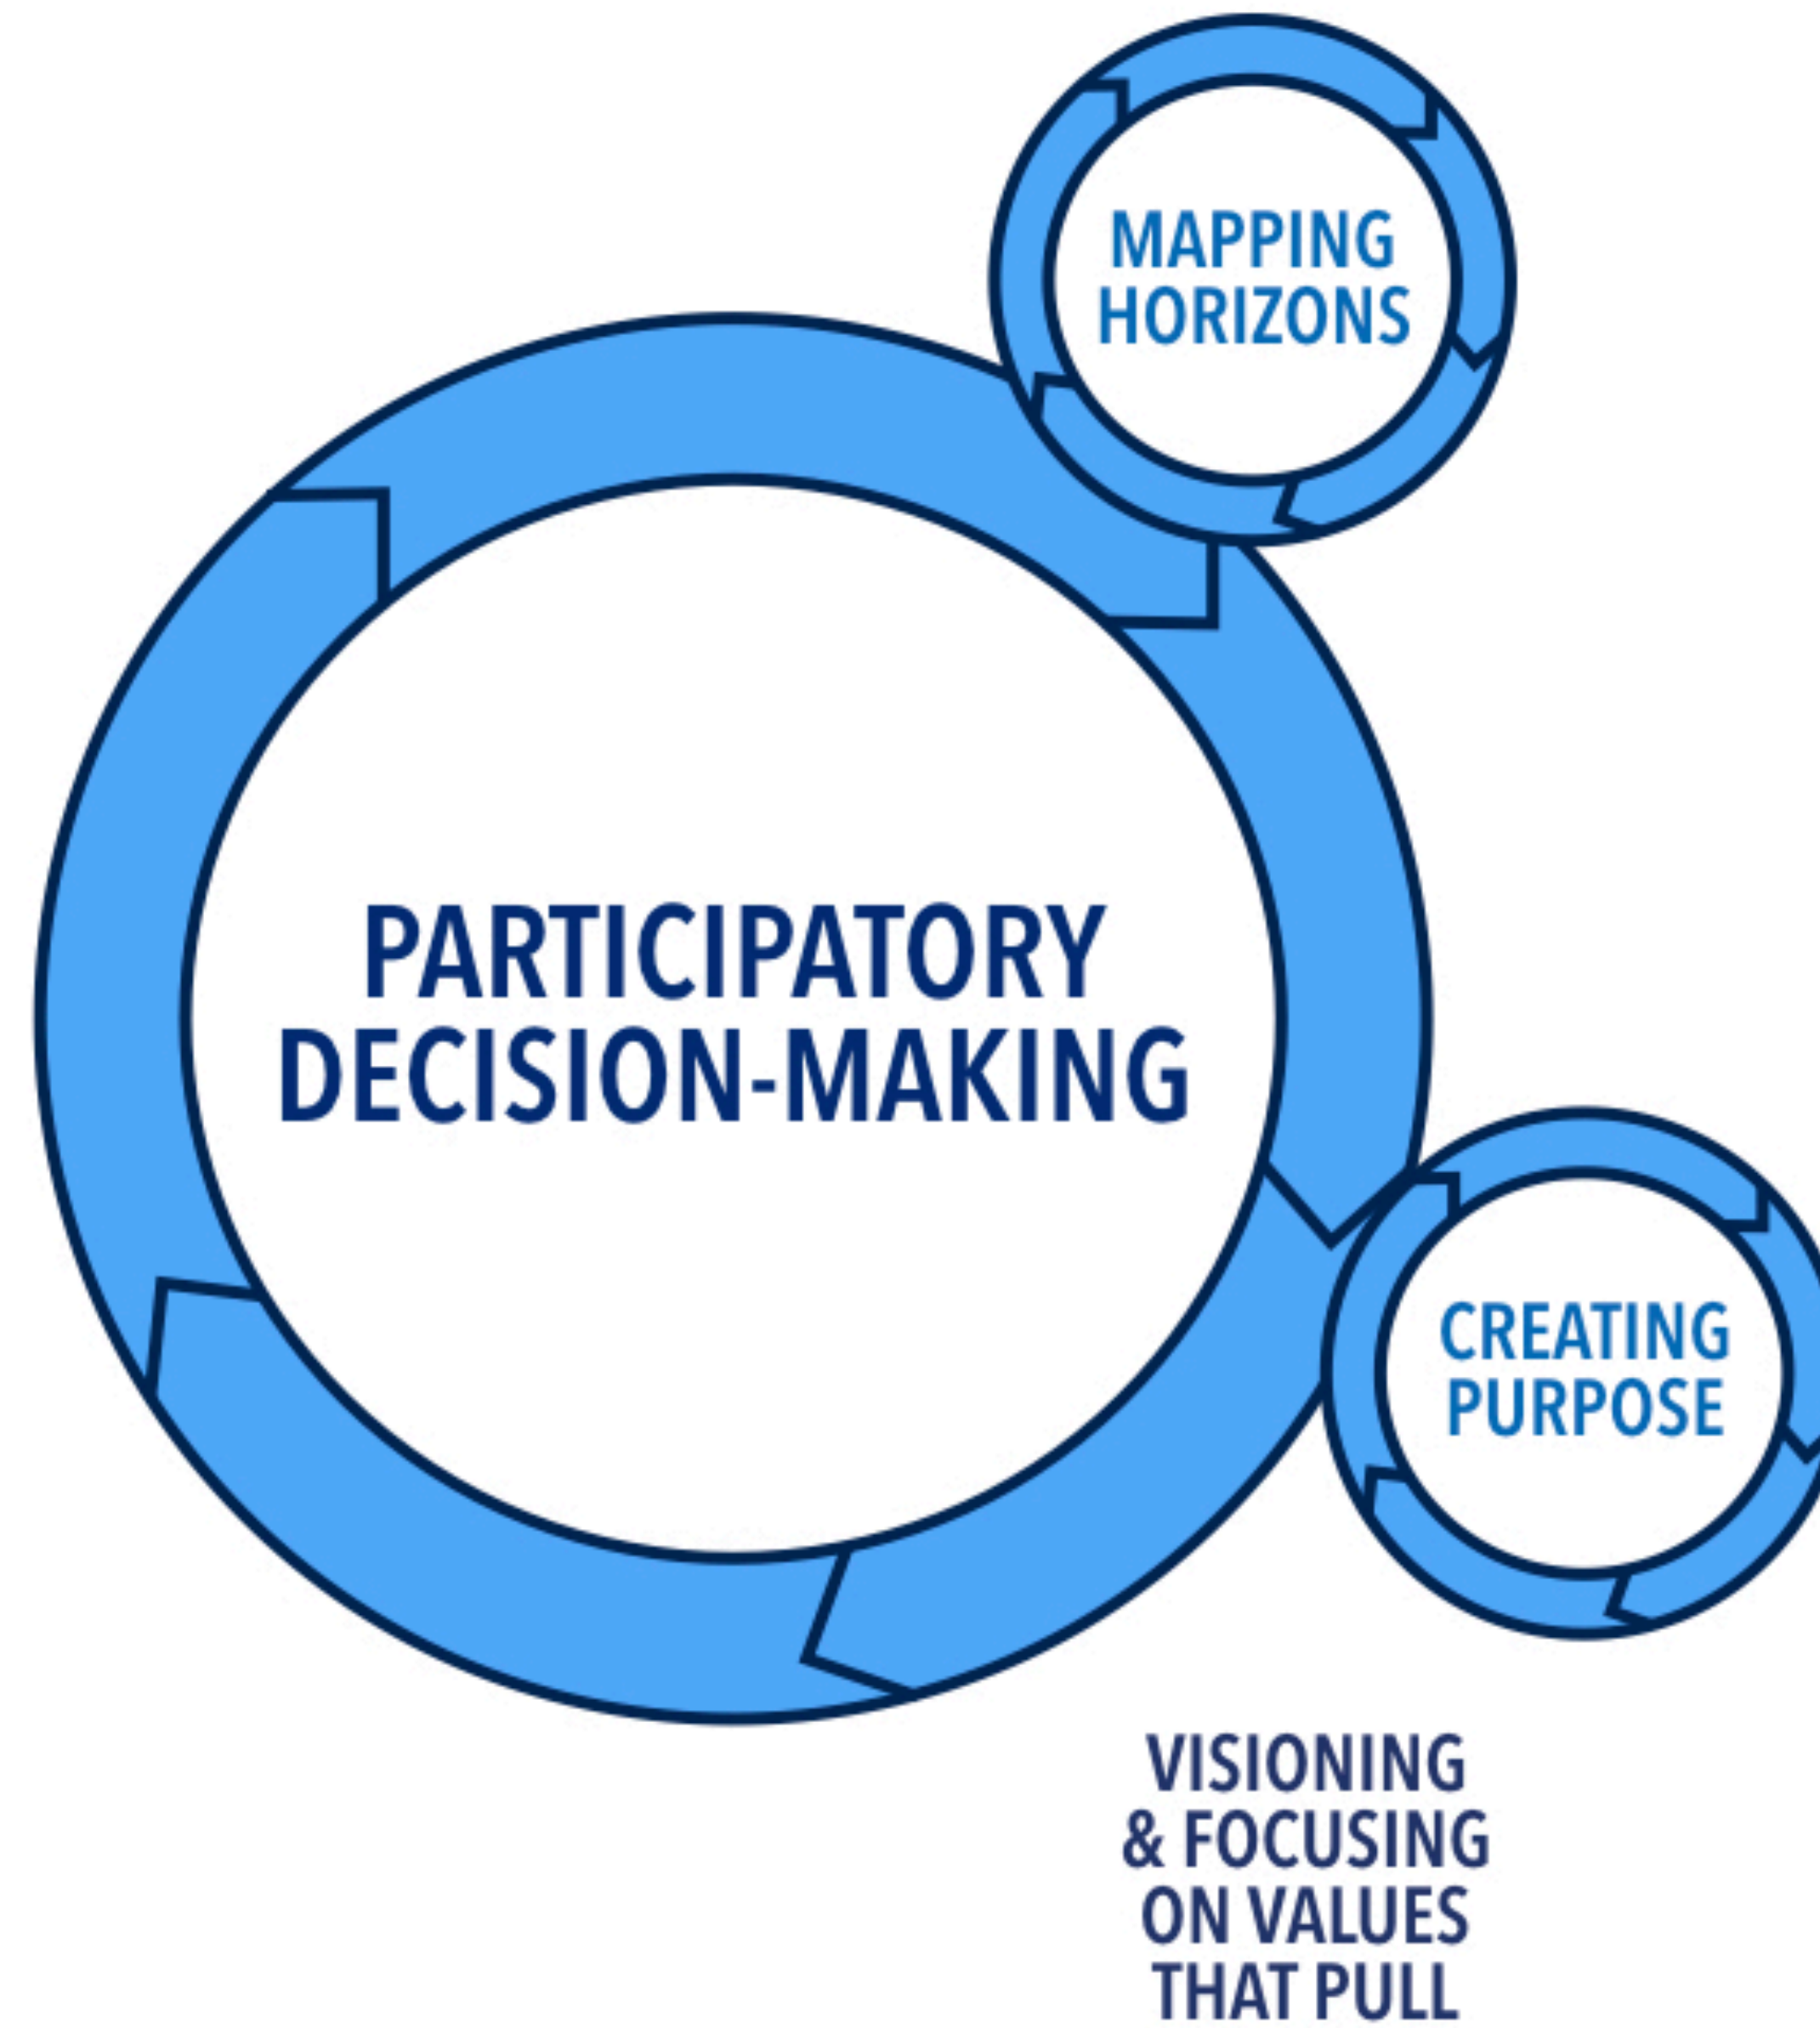 MAPPING
HORIZONS
PARTICIPATORY
DECISION-MAKING
CREATING
PURPOSE
VISIONING
& FOCUSING
ON VALUES
THAT PULL